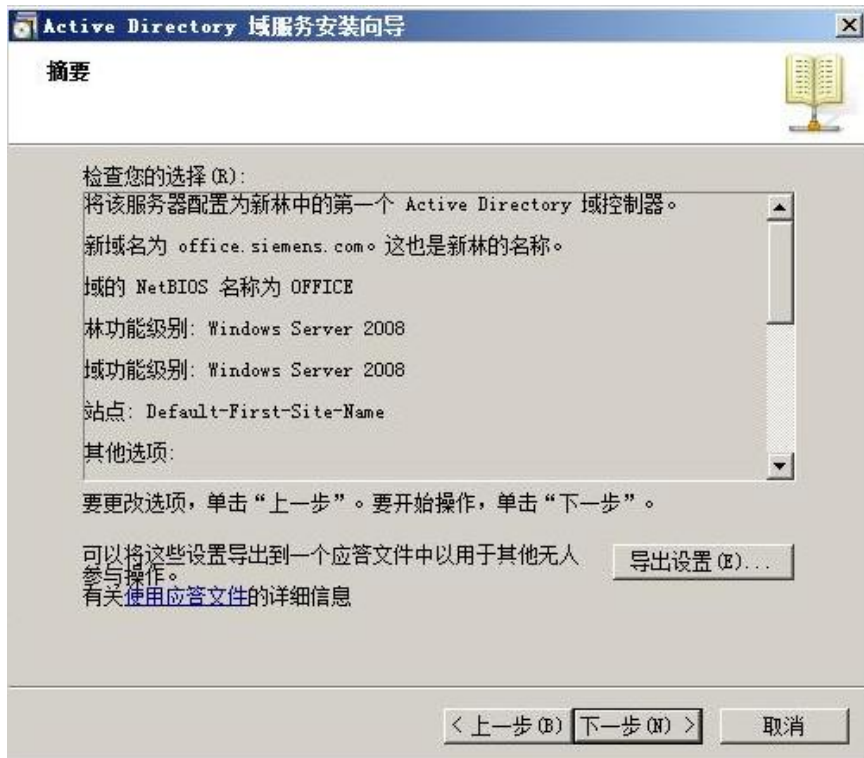 Active Directory 域服务安装向导
摘要
检查您的选择(R):
将该服务器配置为新林中的第一个 Active Directory 域控制器。
新域名为 office.siemens.com。这也是新林的名称。
域的 NetBIOS 名称为 OFFICE
林功能级别: Windows Server 2008
域功能级别: Windows Server 2008
站点: Default-First-Site-Name
其他选项:
要更改选项，单击“上一步”。要开始操作，单击“下一步”。
可以将这些设置导出到一个应答文件中以用于其他无人
参与操作。
导出设置(E)...
有关使用应答文件的详细信息
< 上一步(B)
下一步(N) >
取消